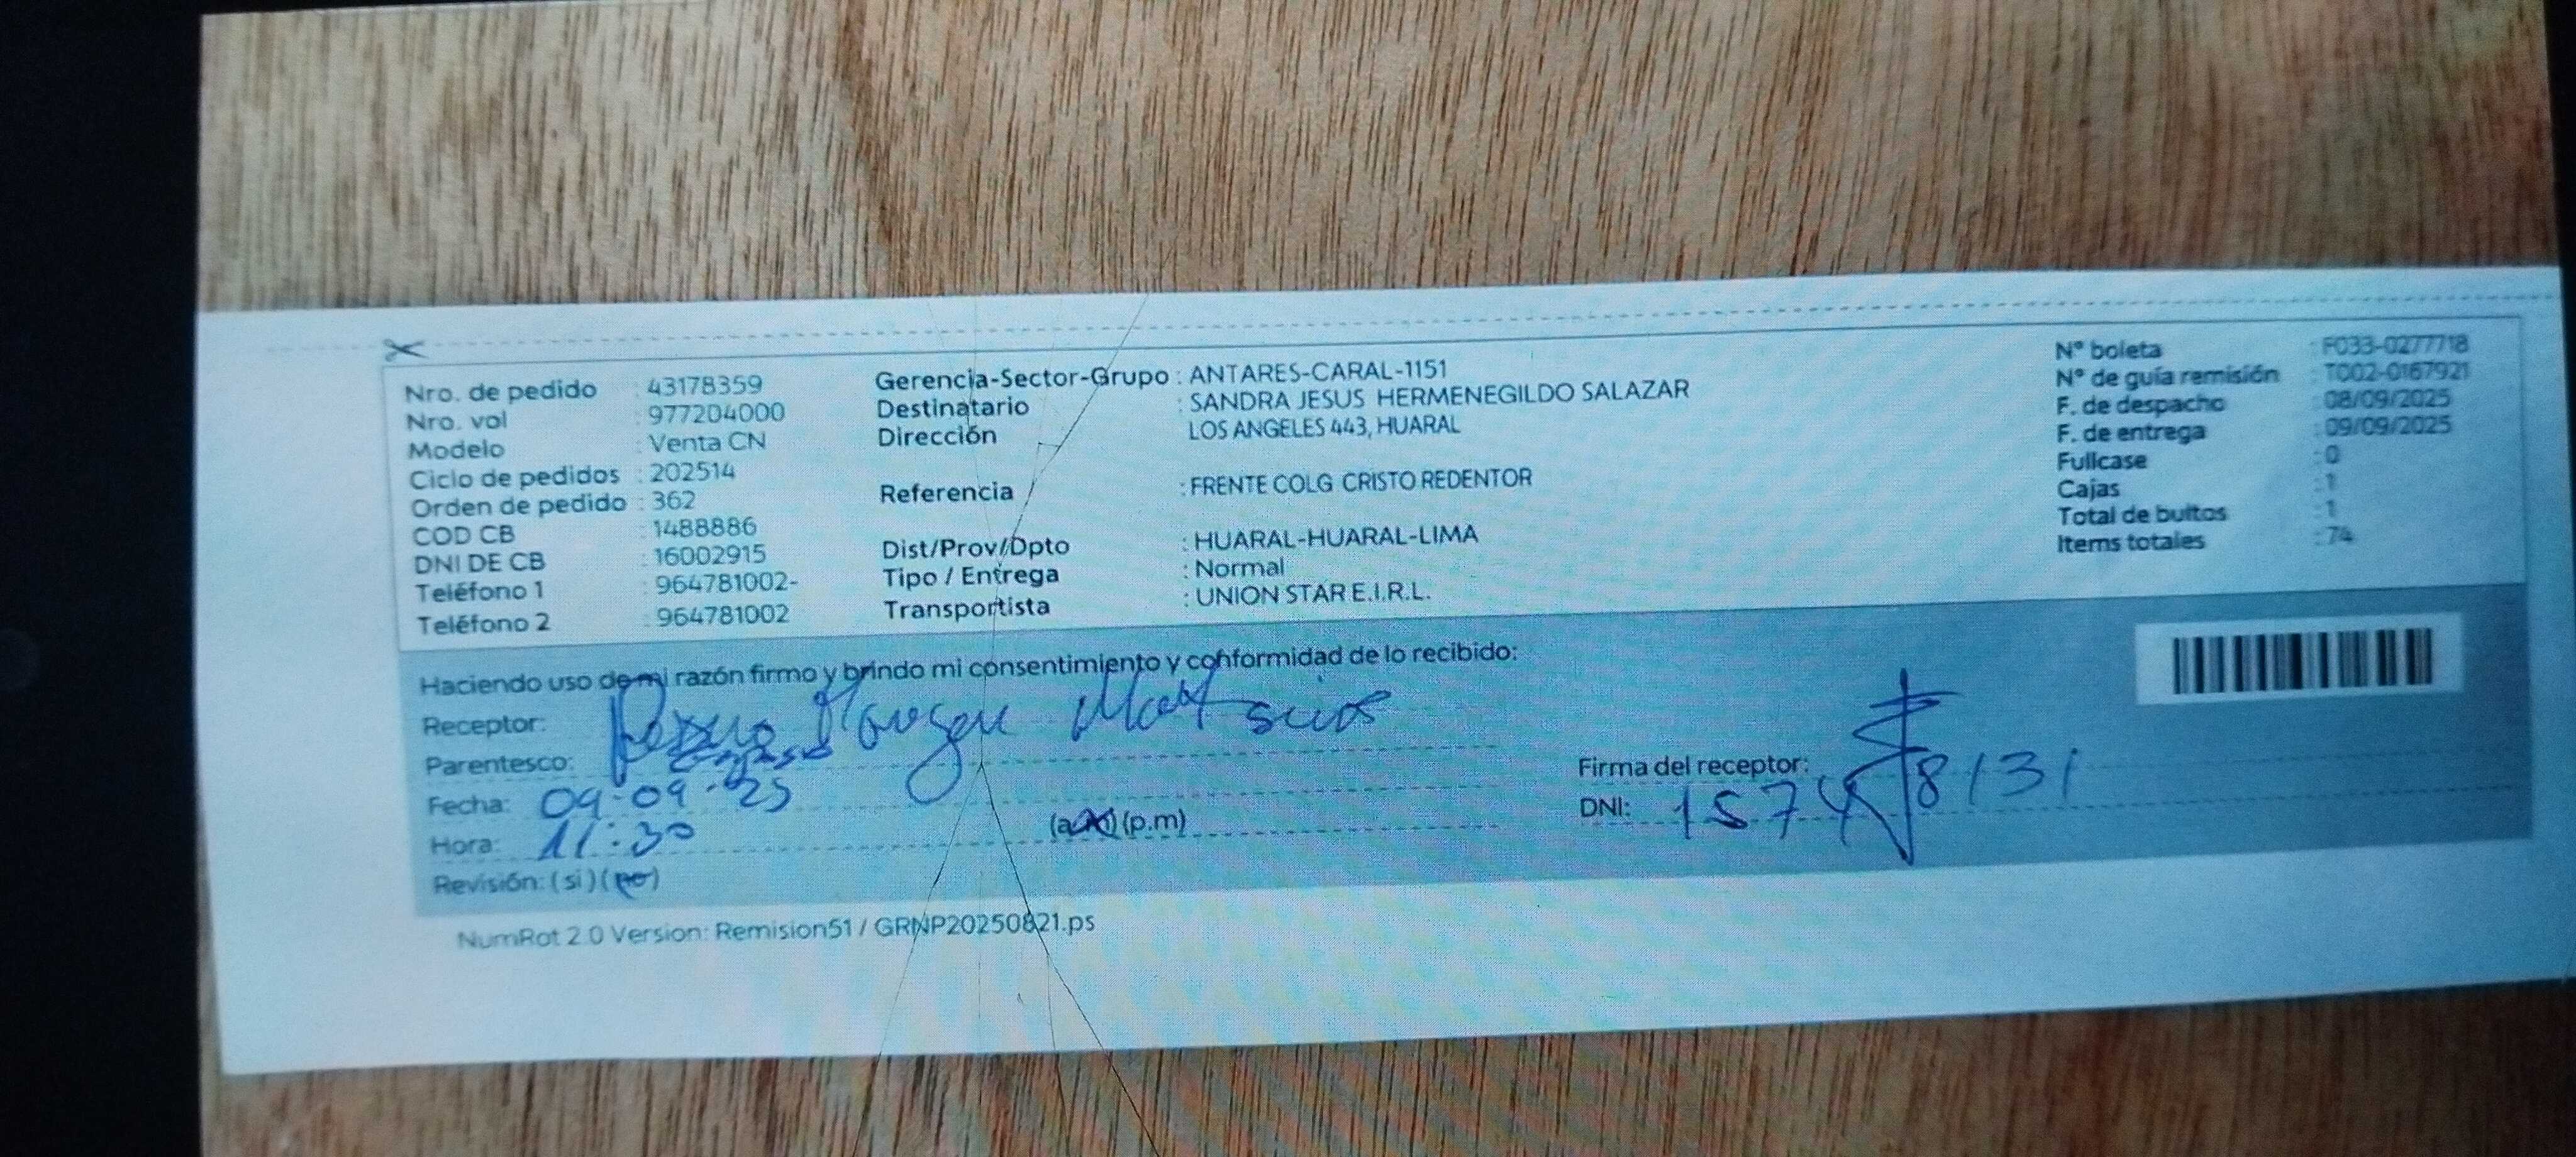 Nro. de pedido : 43178359
Nro. vol : 977204000
Modelo : Venta CN
Ciclo de pedidos : 202514
Orden de pedido : 362
COD CB : 1488886
DNI DE CB : 16002915
Teléfono 1 : 964781002-
Teléfono 2 : 964781002
Gerencia-Sector-Grupo : ANTARES-CARAL-1151
Destinatario : SANDRA JESUS HERMENEGILDO SALAZAR
Dirección LOS ANGELES 443, HUARAL
Referencia : FRENTE COLG CRISTO REDENTOR
Dist/Prov/Dpto : HUARAL-HUARAL-LIMA
Tipo / Entrega : Normal
Transportista : UNION STAR E.I.R.L.
N° boleta : F033-0277718
N° de guía remisión : T002-0167921
F. de despacho : 08/09/2025
F. de entrega : 09/09/2025
Fullcase : 0
Cajas : 1
Total de bultos : 1
Items totales : 74
Haciendo uso de mi razón firmo y brindo mi consentimiento y conformidad de lo recibido:
Receptor:
Parentesco:
Fecha: 09-09-25
Hora: 11:30 (a.m) (p.m)
Revisión: (si) (no)
Firma del receptor:
DNI: 1574 8131
NumRot 2.0 Version: Remision51 / GRNP20250821.ps